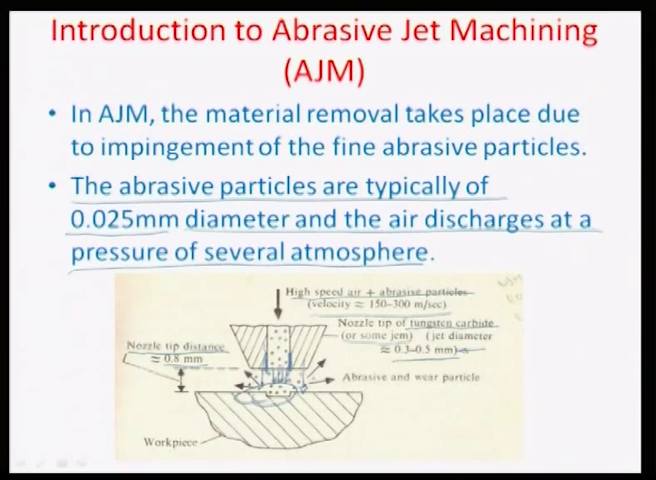 Introduction to Abrasive Jet Machining
(AJM)
• In AJM, the material removal takes place due
to impingement of the fine abrasive particles.
• The abrasive particles are typically of
0.025mm diameter and the air discharges at a
pressure of several atmosphere.
High speed air + abrasive particles
(velocity ≈ 150-300 m/sec)
Nozzle tip of tungsten carbide
(or some jem) (jet diameter
≈ 0.3-0.5 mm)
Nozzle tip distance
≈ 0.8 mm
Abrasive and wear particle
Workpiece